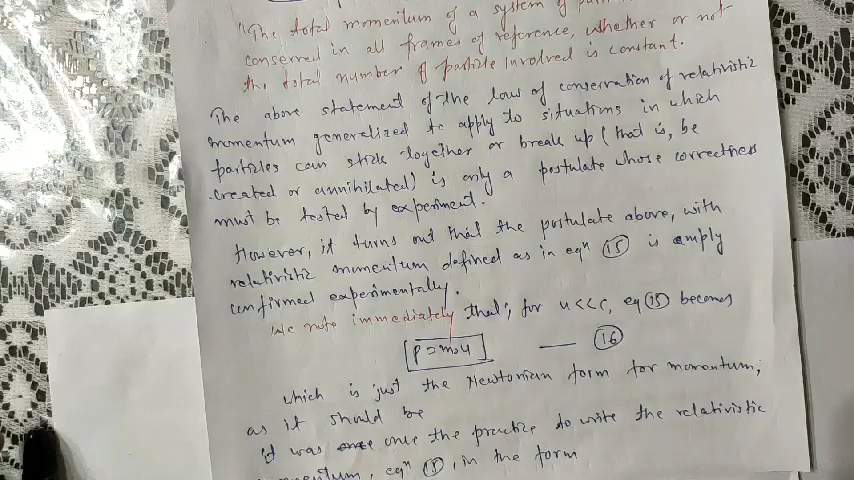 "The total momentum of a system of
conserred in all frames of reference, whether or not
the total number of particle involved is constant.
The above statement of the law of conservation of relativistic
momentum generalized to apply to situations in which
particles can stick together or break up (that is, be
created or annihilated) is only a postulate whose correctness
must be tested by experiment.
However, it turns out that the postulate above, with
relativistic momentum defined as in eqⁿ (15) is amply
confirmed experimentally.
We note immediately that, for u<<c, eq (15) becomes
p = m₀u — (16)
which is just the Newtonian form for momentum,
as it should be
it was once the practice to write the relativistic
momentum, eqⁿ in the form